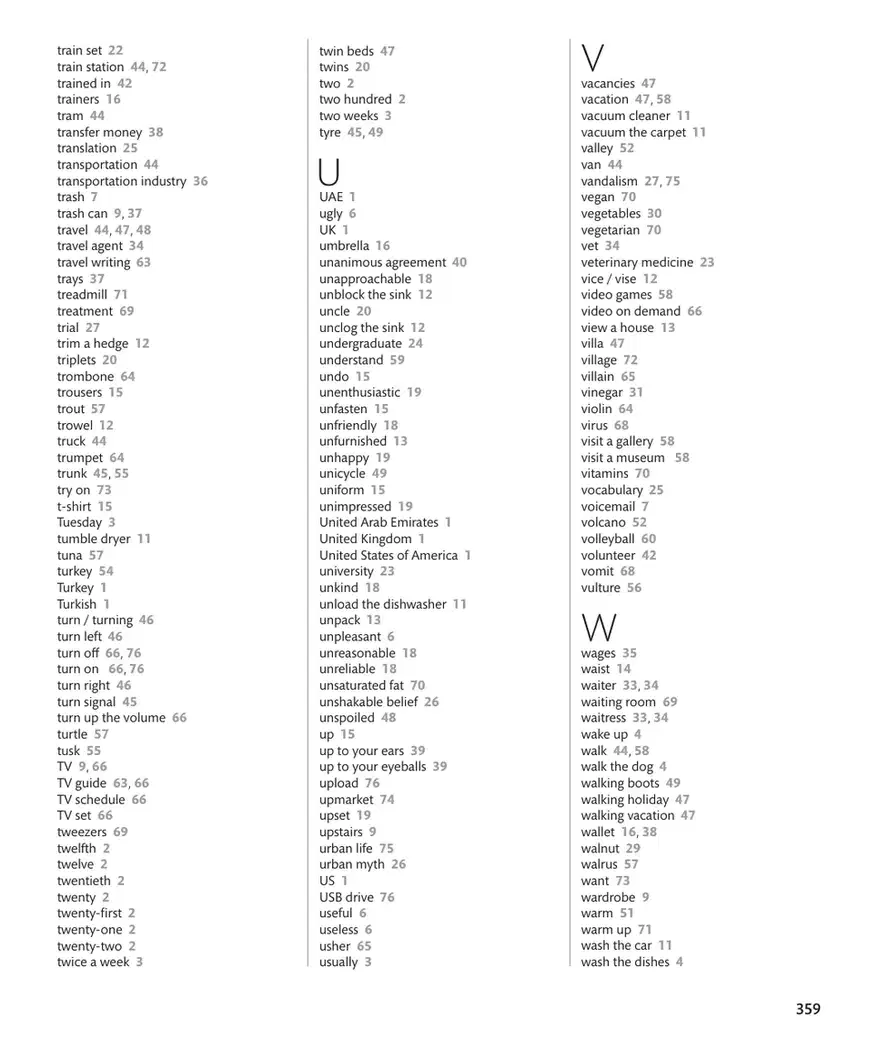 train set 22
train station 44, 72
trained in 42
trainers 16
tram 44
transfer money 38
translation 25
transportation 44
transportation industry 36
trash 7
trash can 9, 37
travel 44, 47, 48
travel agent 34
travel writing 63
trays 37
treadmill 71
treatment 69
trial 27
trim a hedge 12
triplets 20
trombone 64
trousers 15
trout 57
trowel 12
truck 44
trumpet 64
trunk 45, 55
try on 73
t-shirt 15
Tuesday 3
tumble dryer 11
tuna 57
turkey 54
Turkey 1
Turkish 1
turn / turning 46
turn left 46
turn off 66, 76
turn on 66, 76
turn right 46
turn signal 45
turn up the volume 66
turtle 57
tusk 55
TV 9, 66
TV guide 63, 66
TV schedule 66
TV set 66
tweezers 69
twelfth 2
twelve 2
twentieth 2
twenty 2
twenty-first 2
twenty-one 2
twenty-two 2
twice a week 3
twin beds 47
twins 20
two 2
two hundred 2
two weeks 3
tyre 45, 49
U
UAE 1
ugly 6
UK 1
umbrella 16
unanimous agreement 40
unapproachable 18
unblock the sink 12
uncle 20
unclog the sink 12
undergraduate 24
understand 59
undo 15
unenthusiastic 19
unfasten 15
unfriendly 18
unfurnished 13
unhappy 19
unicycle 49
uniform 15
unimpressed 19
United Arab Emirates 1
United Kingdom 1
United States of America 1
university 23
unkind 18
unload the dishwasher 11
unpack 13
unpleasant 6
unreasonable 18
unreliable 18
unsaturated fat 70
unshakable belief 26
unspoiled 48
up 15
up to your ears 39
up to your eyeballs 39
upload 76
upmarket 74
upset 19
upstairs 9
urban life 75
urban myth 26
US 1
USB drive 76
useful 6
useless 6
usher 65
usually 3
V
vacancies 47
vacation 47, 58
vacuum cleaner 11
vacuum the carpet 11
valley 52
van 44
vandalism 27, 75
vegan 70
vegetables 30
vegetarian 70
vet 34
veterinary medicine 23
vice / vise 12
video games 58
video on demand 66
view a house 13
villa 47
village 72
villain 65
vinegar 31
violin 64
virus 68
visit a gallery 58
visit a museum 58
vitamins 70
vocabulary 25
voicemail 7
volcano 52
volleyball 60
volunteer 42
vomit 68
vulture 56
W
wages 35
waist 14
waiter 33, 34
waiting room 69
waitress 33, 34
wake up 4
walk 44, 58
walk the dog 4
walking boots 49
walking holiday 47
walking vacation 47
wallet 16, 38
walnut 29
walrus 57
want 73
wardrobe 9
warm 51
warm up 71
wash the car 11
wash the dishes 4
359